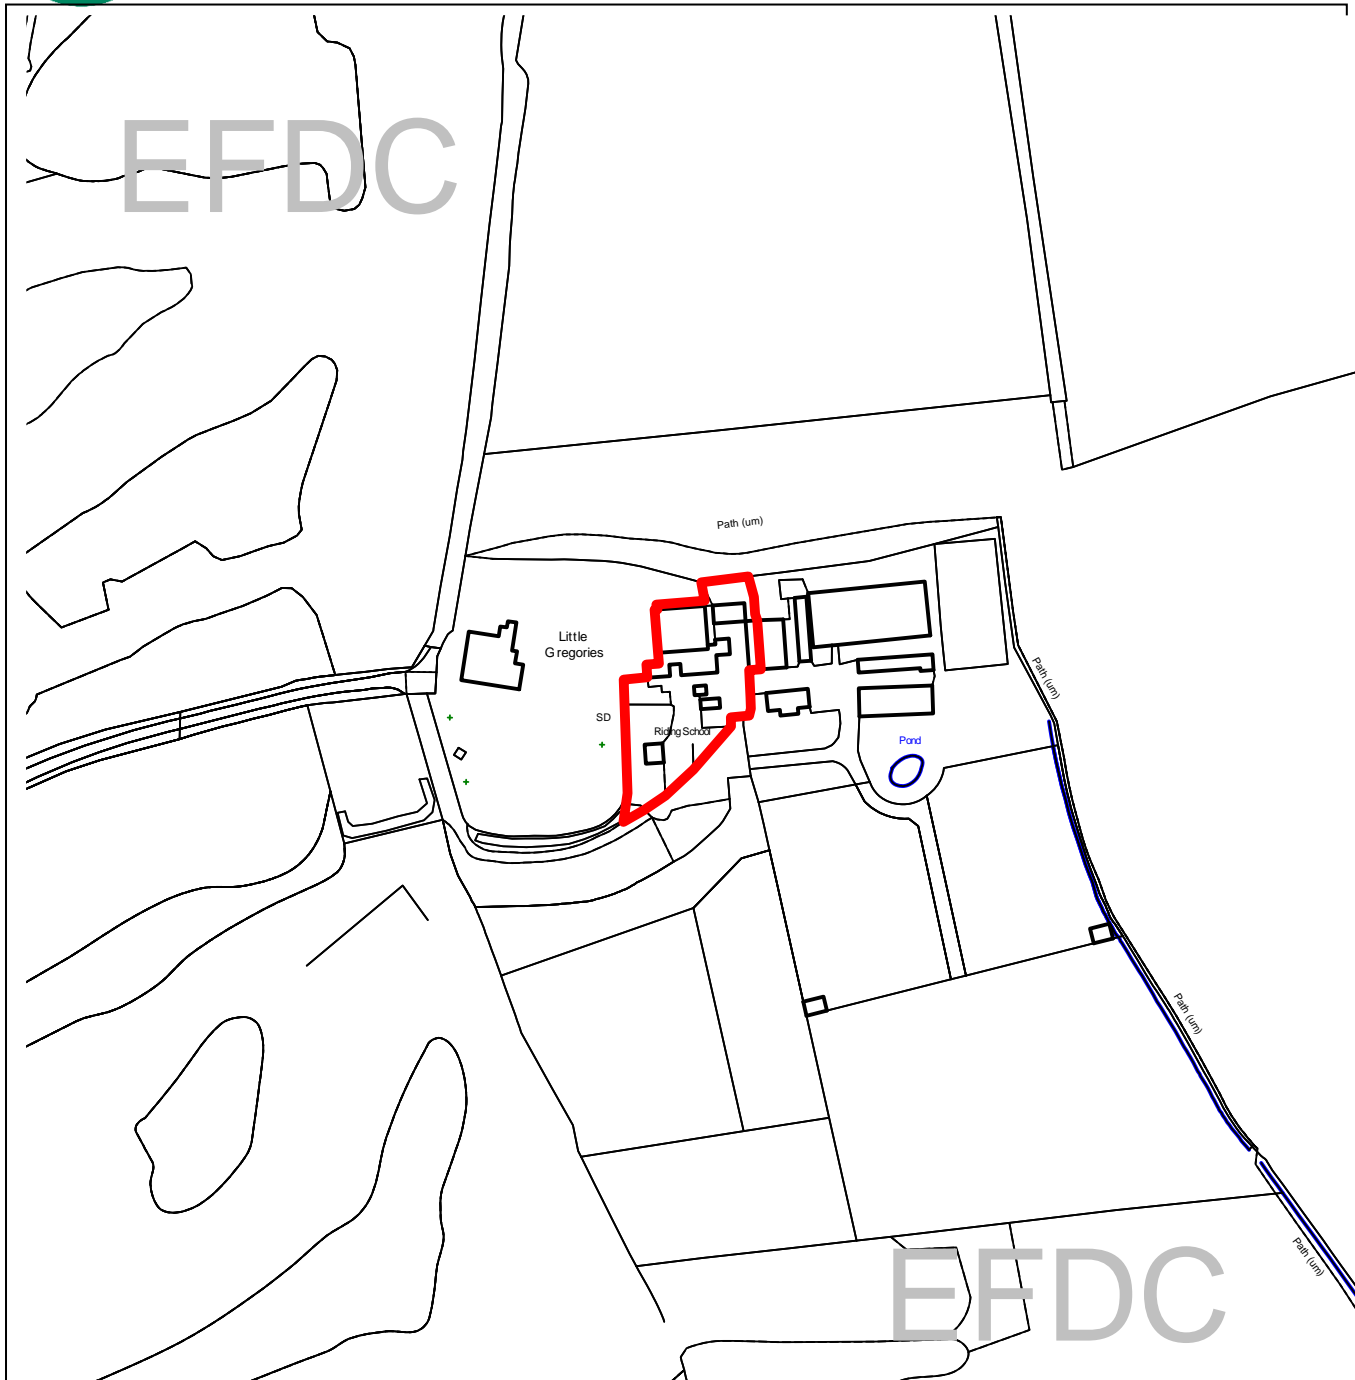 EFDC
Path (um)
Little
Gregories
Path (um)
SD
Riding School
Pond
Path (um)
Path (um)
EFDC